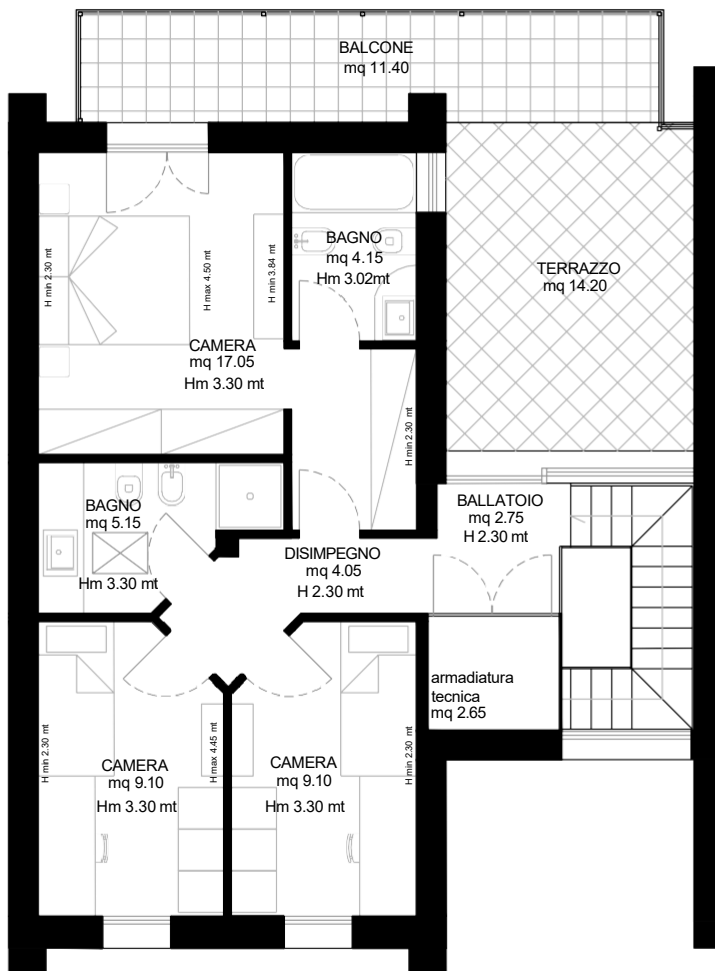 BALCONE
mq 11.40
BAGNO
mq 4.15
Hm 3.02mt
TERRAZZO
mq 14.20
H min 2.30 mt
H max 4.50 mt
H min 3.84 mt
CAMERA
mq 17.05
Hm 3.30 mt
H min 2.30 mt
BAGNO
mq 5.15
Hm 3.30 mt
BALLATOIO
mq 2.75
H 2.30 mt
DISIMPEGNO
mq 4.05
H 2.30 mt
armadiatura
tecnica
mq 2.65
H min 2.30 mt
CAMERA
mq 9.10
Hm 3.30 mt
H max 4.45 mt
CAMERA
mq 9.10
Hm 3.30 mt
H min 2.30 mt